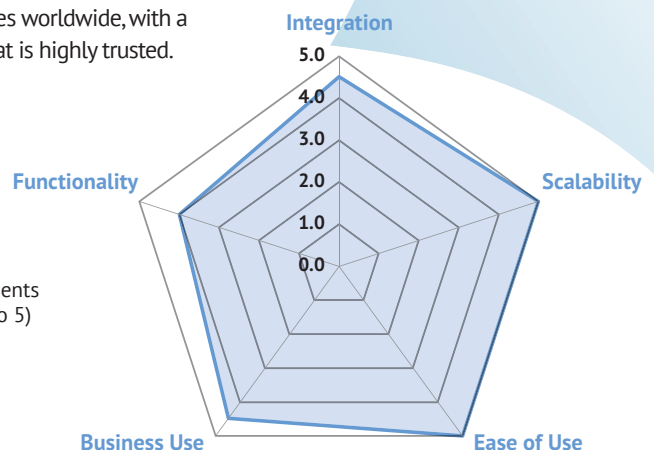 es worldwide, with a
at is highly trusted.
Integration
5.0
4.0
3.0
2.0
1.0
0.0
Functionality
Scalability
ents
o 5)
Business Use
Ease of Use